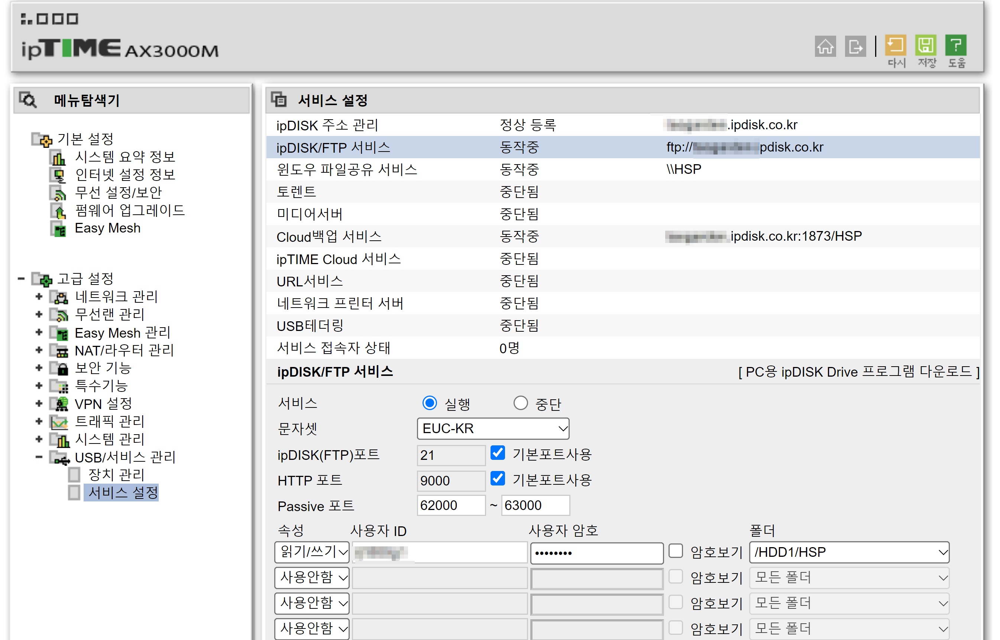 ipTIME AX3000M
다시 저장 도움
메뉴탐색기
기본 설정
시스템 요약 정보
인터넷 설정 정보
무선 설정/보안
펌웨어 업그레이드
Easy Mesh
고급 설정
네트워크 관리
무선랜 관리
Easy Mesh 관리
NAT/라우터 관리
보안 기능
특수기능
VPN 설정
트래픽 관리
시스템 관리
USB/서비스 관리
장치 관리
서비스 설정
서비스 설정
ipDISK 주소 관리 정상 등록 .ipdisk.co.kr
ipDISK/FTP 서비스 동작중 ftp:// pdisk.co.kr
윈도우 파일공유 서비스 동작중 \\HSP
토렌트 중단됨
미디어서버 중단됨
Cloud백업 서비스 동작중 ipdisk.co.kr:1873/HSP
ipTIME Cloud 서비스 중단됨
URL서비스 중단됨
네트워크 프린터 서버 중단됨
USB테더링 중단됨
서비스 접속자 상태 0명
ipDISK/FTP 서비스 [ PC용 ipDISK Drive 프로그램 다운로드 ]
서비스 실행 중단
문자셋 EUC-KR
ipDISK(FTP)포트 21 기본포트사용
HTTP 포트 9000 기본포트사용
Passive 포트 62000 ~ 63000
속성 사용자 ID 사용자 암호 폴더
읽기/쓰기 •••••••• 암호보기 /HDD1/HSP
사용안함 암호보기 모든 폴더
사용안함 암호보기 모든 폴더
사용안함 암호보기 모든 폴더